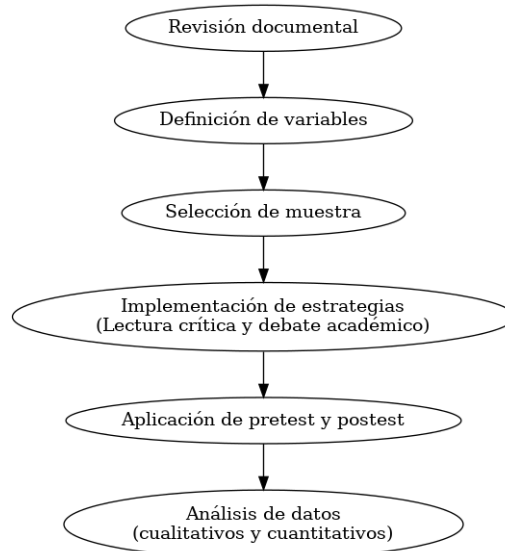 Revisión documental
Definición de variables
Selección de muestra
Implementación de estrategias
(Lectura crítica y debate académico)
Aplicación de pretest y postest
Análisis de datos
(cualitativos y cuantitativos)